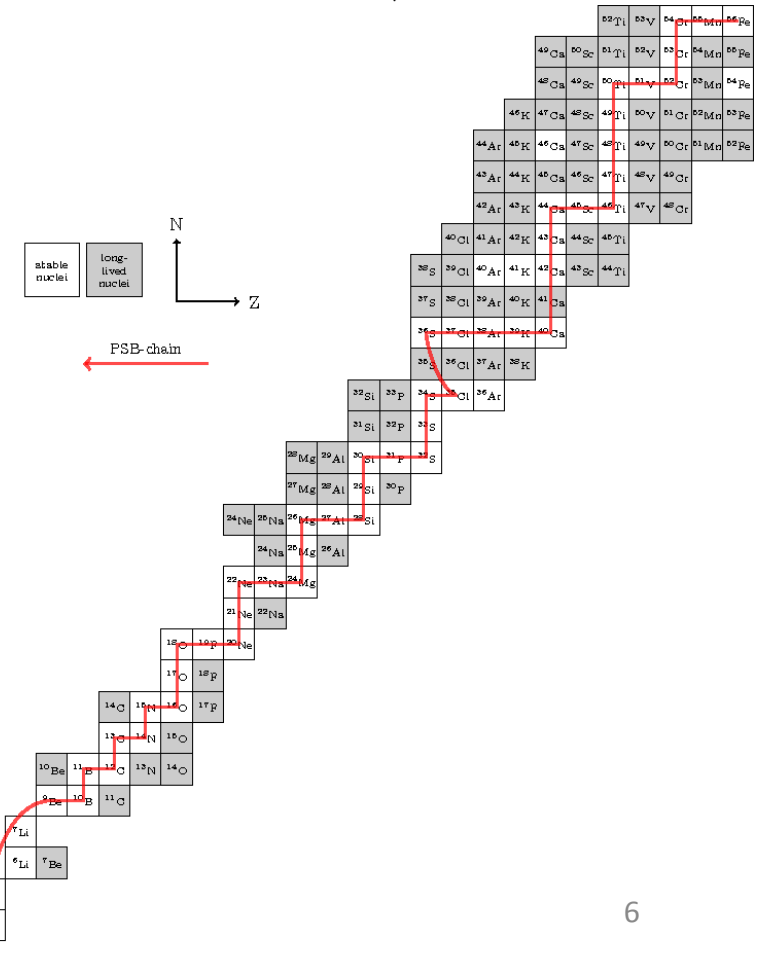 ⁵²Ti ⁵³V ⁵⁴Cr ⁵⁵Mn ⁵⁶Fe
⁴⁹Ca ⁵⁰Sc ⁵¹Ti ⁵²V ⁵³Cr ⁵⁴Mn ⁵⁵Fe
⁴⁸Ca ⁴⁹Sc ⁵⁰Ti ⁵¹V ⁵²Cr ⁵³Mn ⁵⁴Fe
⁴⁶K ⁴⁷Ca ⁴⁸Sc ⁴⁹Ti ⁵⁰V ⁵¹Cr ⁵²Mn ⁵³Fe
⁴⁴Ar ⁴⁵K ⁴⁶Ca ⁴⁷Sc ⁴⁸Ti ⁴⁹V ⁵⁰Cr ⁵¹Mn ⁵²Fe
⁴³Ar ⁴⁴K ⁴⁵Ca ⁴⁶Sc ⁴⁷Ti ⁴⁸V ⁴⁹Cr
⁴²Ar ⁴³K ⁴⁴Ca ⁴⁵Sc ⁴⁶Ti ⁴⁷V ⁴⁸Cr
⁴⁰Cl ⁴¹Ar ⁴²K ⁴³Ca ⁴⁴Sc ⁴⁵Ti
³⁸S ³⁹Cl ⁴⁰Ar ⁴¹K ⁴²Ca ⁴³Sc ⁴⁴Ti
³⁷S ³⁸Cl ³⁹Ar ⁴⁰K ⁴¹Ca
³⁶S ³⁷Cl ³⁸Ar ³⁹K ⁴⁰Ca
³⁵S ³⁶Cl ³⁷Ar ³⁸K
³²Si ³³P ³⁴S ³⁵Cl ³⁶Ar
³¹Si ³²P ³³S
²⁸Mg ²⁹Al ³⁰Si ³¹P ³²S
²⁷Mg ²⁸Al ²⁹Si ³⁰P
²⁴Ne ²⁵Na ²⁶Mg ²⁷Al ²⁸Si
²⁴Na ²⁵Mg ²⁶Al
²²Ne ²³Na ²⁴Mg
²¹Ne ²²Na
¹⁸O ¹⁹F ²⁰Ne
¹⁷O ¹⁸F
¹⁴C ¹⁵N ¹⁶O ¹⁷F
¹³C ¹⁴N ¹⁵O
¹⁰Be ¹¹B ¹²C ¹³N ¹⁴O
⁹Be ¹⁰B ¹¹C
⁷Li
⁶Li ⁷Be
stable
nuclei
long-
lived
nuclei
N
Z
PSB-chain
6